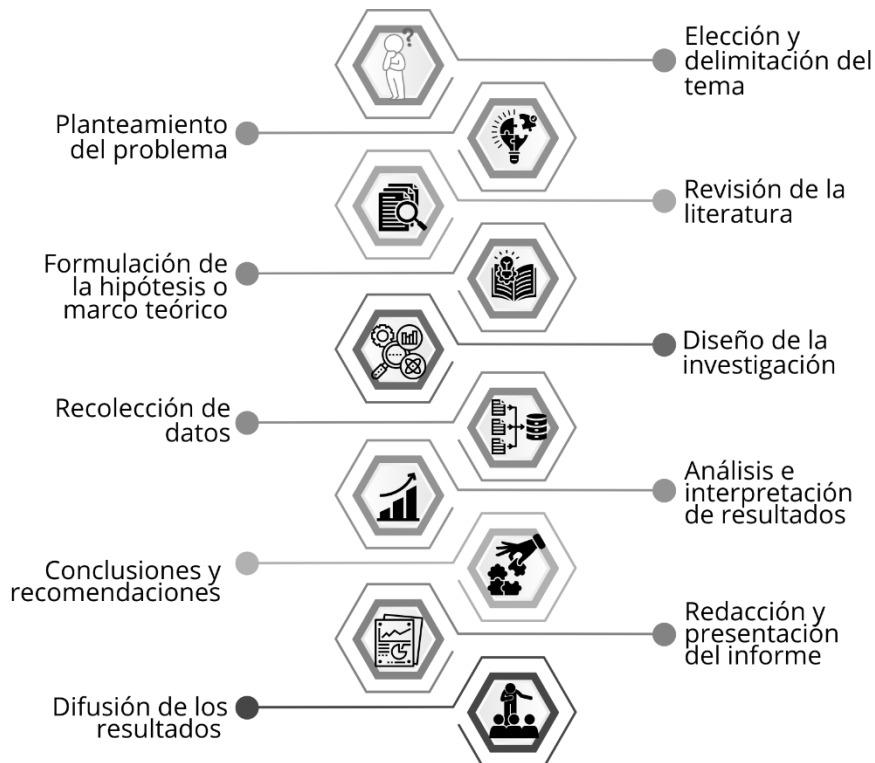 Elección y
delimitación del
tema
Planteamiento
del problema
Revisión de la
literatura
Formulación de
la hipótesis o
marco teórico
Diseño de la
investigación
Recolección de
datos
Análisis e
interpretación
de resultados
Conclusiones y
recomendaciones
Redacción y
presentación
del informe
Difusión de los
resultados